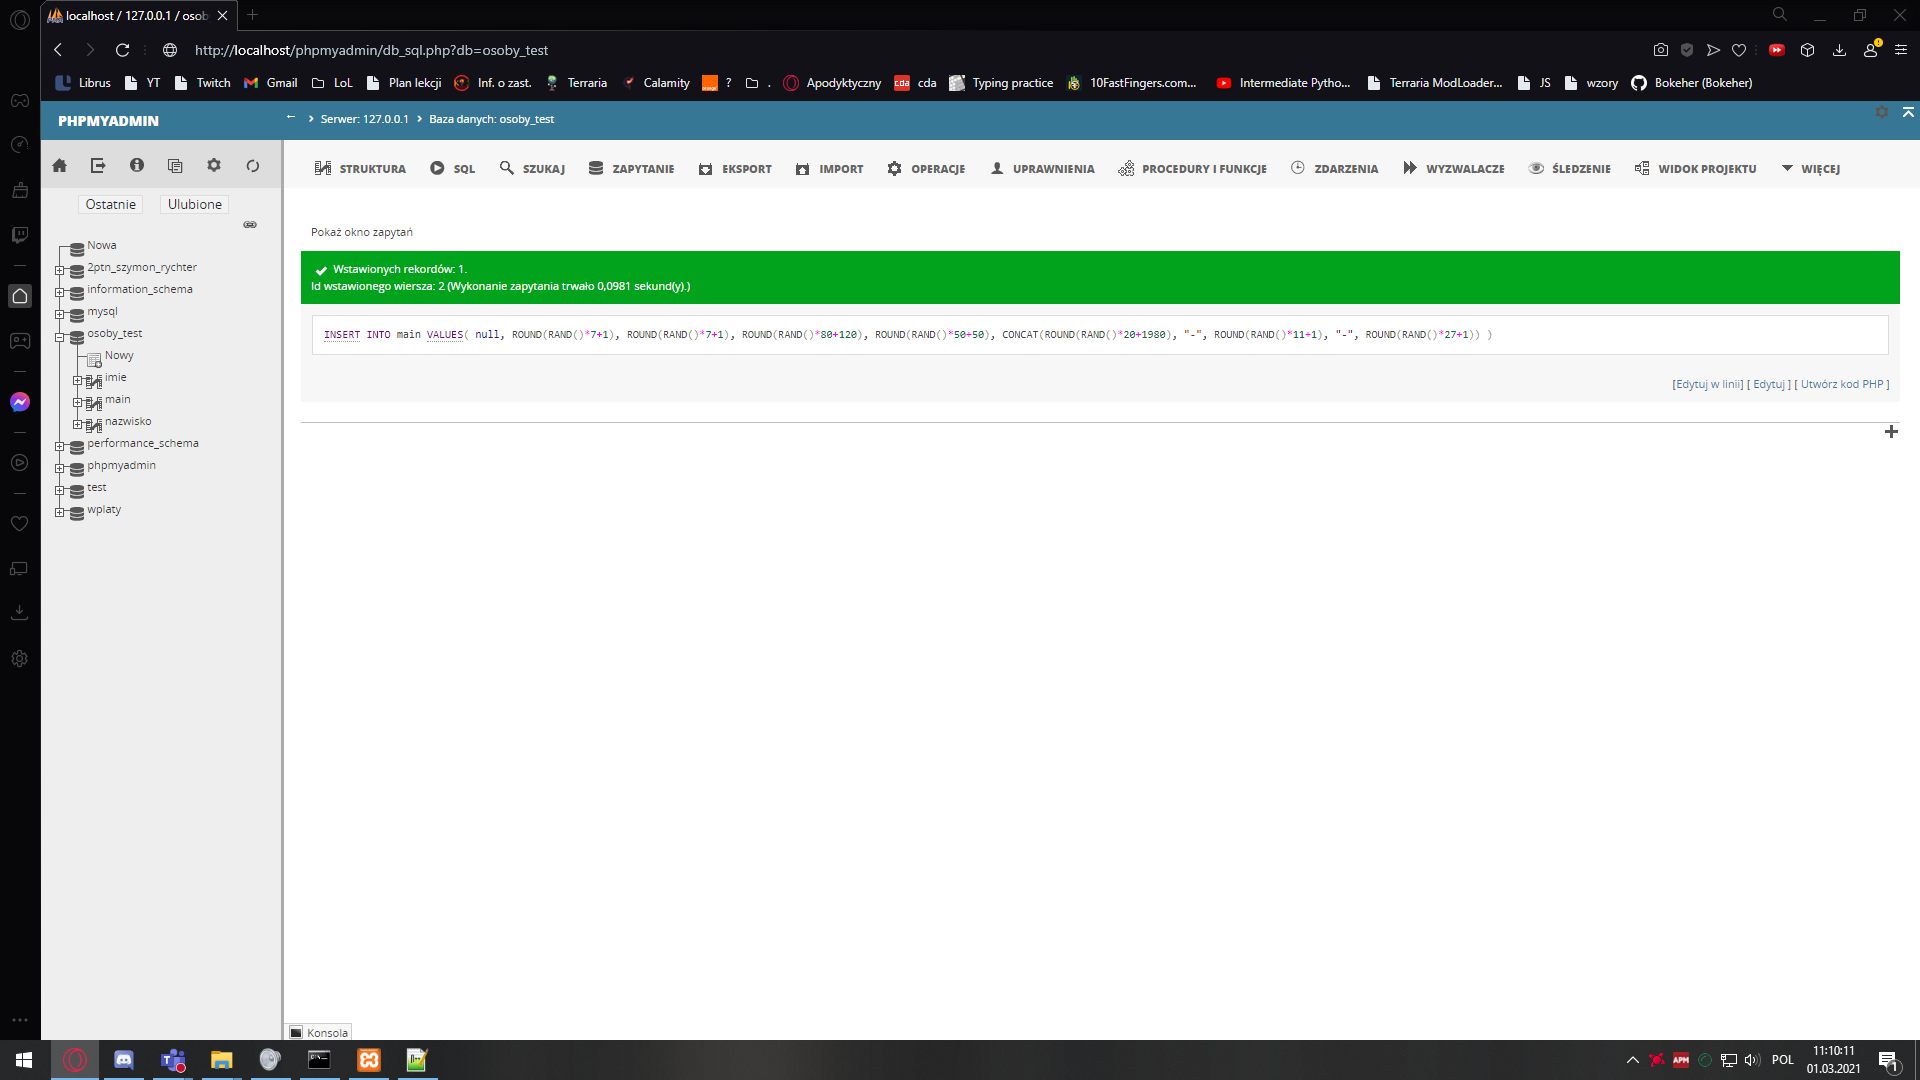 localhost / 127.0.0.1 / osob
http://localhost/phpmyadmin/db_sql.php?db=osoby_test
Librus YT Twitch Gmail LoL Plan lekcji Inf. o zast. Terraria Calamity ? . Apodyktyczny cda Typing practice 10FastFingers.com... Intermediate Pytho... Terraria ModLoader... JS wzory Bokeher (Bokeher)
PHPMYADMIN
← › Serwer: 127.0.0.1 › Baza danych: osoby_test
STRUKTURA SQL SZUKAJ ZAPYTANIE EKSPORT IMPORT OPERACJE UPRAWNIENIA PROCEDURY I FUNKCJE ZDARZENIA WYZWALACZE ŚLEDZENIE WIDOK PROJEKTU WIĘCEJ
Ostatnie Ulubione
Nowa
2ptn_szymon_rychter
information_schema
mysql
osoby_test
Nowy
imie
main
nazwisko
performance_schema
phpmyadmin
test
wplaty
Pokaż okno zapytań
Wstawionych rekordów: 1.
Id wstawionego wiersza: 2 (Wykonanie zapytania trwało 0,0981 sekund(y).)
INSERT INTO main VALUES( null, ROUND(RAND()*7+1), ROUND(RAND()*7+1), ROUND(RAND()*80+120), ROUND(RAND()*50+50), CONCAT(ROUND(RAND()*20+1980), "-", ROUND(RAND()*11+1), "-", ROUND(RAND()*27+1)) )
[Edytuj w linii] [ Edytuj ] [ Utwórz kod PHP ]
Konsola
APM
POL
11:10:11
01.03.2021
1